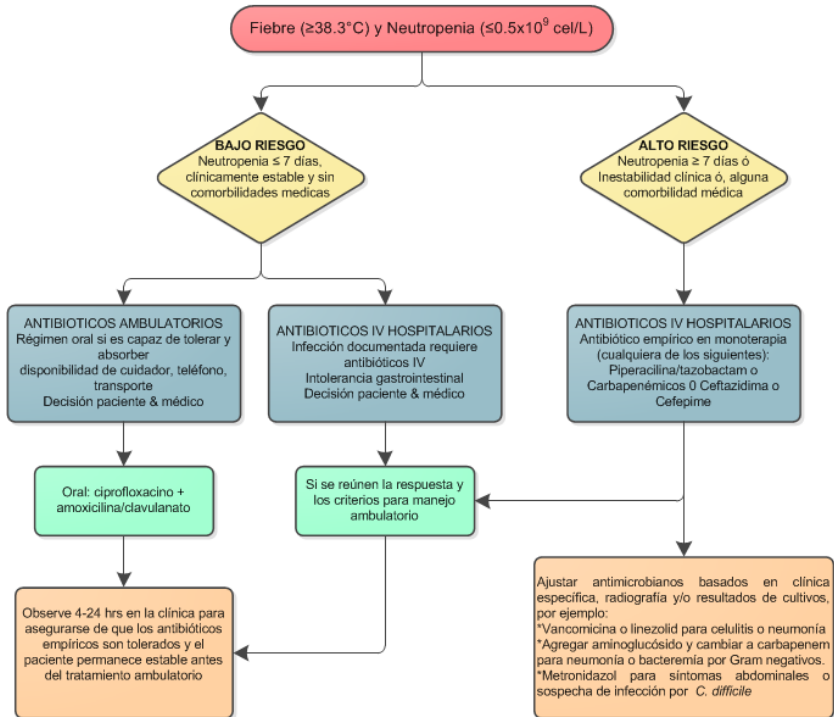 Fiebre (≥38.3°C) y Neutropenia (≤0.5x10⁹ cel/L)
BAJO RIESGO
Neutropenia ≤ 7 días,
clínicamente estable y sin
comorbilidades medicas
ALTO RIESGO
Neutropenia ≥ 7 días ó
Inestabilidad clínica ó, alguna
comorbilidad médica
ANTIBIOTICOS AMBULATORIOS
Régimen oral si es capaz de tolerar y
absorber
disponibilidad de cuidador, teléfono,
transporte
Decisión paciente & médico
ANTIBIOTICOS IV HOSPITALARIOS
Infección documentada requiere
antibióticos IV
Intolerancia gastrointestinal
Decisión paciente & médico
ANTIBIOTICOS IV HOSPITALARIOS
Antibiótico empírico en monoterapia
(cualquiera de los siguientes):
Piperacilina/tazobactam o
Carbapenémicos 0 Ceftazidima o
Cefepime
Oral: ciprofloxacino +
amoxicilina/clavulanato
Si se reúnen la respuesta y
los criterios para manejo
ambulatorio
Observe 4-24 hrs en la clínica para
asegurarse de que los antibióticos
empíricos son tolerados y el
paciente permanece estable antes
del tratamiento ambulatorio
Ajustar antimicrobianos basados en clínica
específica, radiografía y/o resultados de cultivos,
por ejemplo:
*Vancomicina o linezolid para celulitis o neumonía
*Agregar aminoglucósido y cambiar a carbapenem
para neumonía o bacteremía por Gram negativos.
*Metronidazol para síntomas abdominales o
sospecha de infección por C. difficile